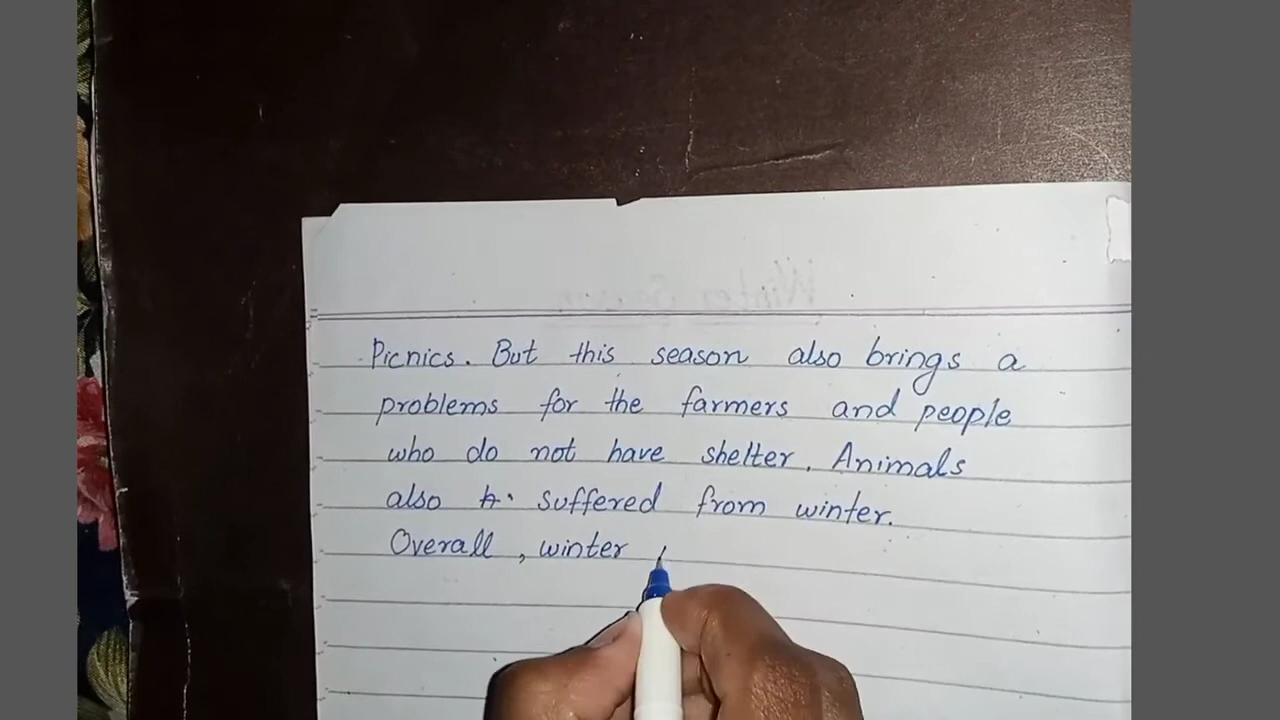 Picnics. But this season also brings a
problems for the farmers and people
who do not have shelter. Animals
also suffered from winter.
Overall, winter